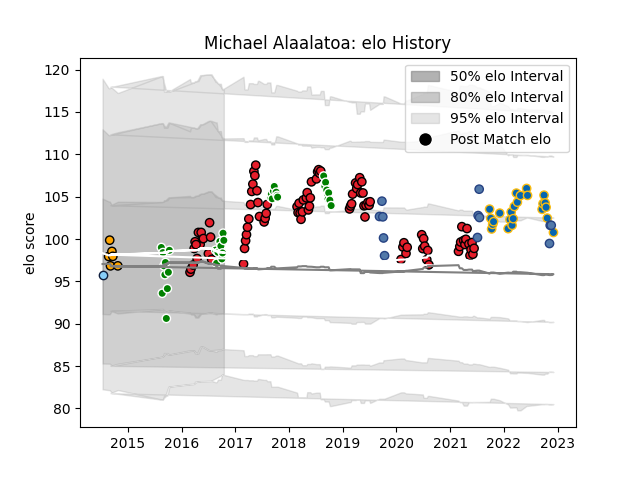 Michael Alaalatoa: elo History
50% elo Interval
80% elo Interval
95% elo Interval
Post Match elo
elo score
120
115
110
105
100
95
90
85
80
2015 2016 2017 2018 2019 2020 2021 2022 2023